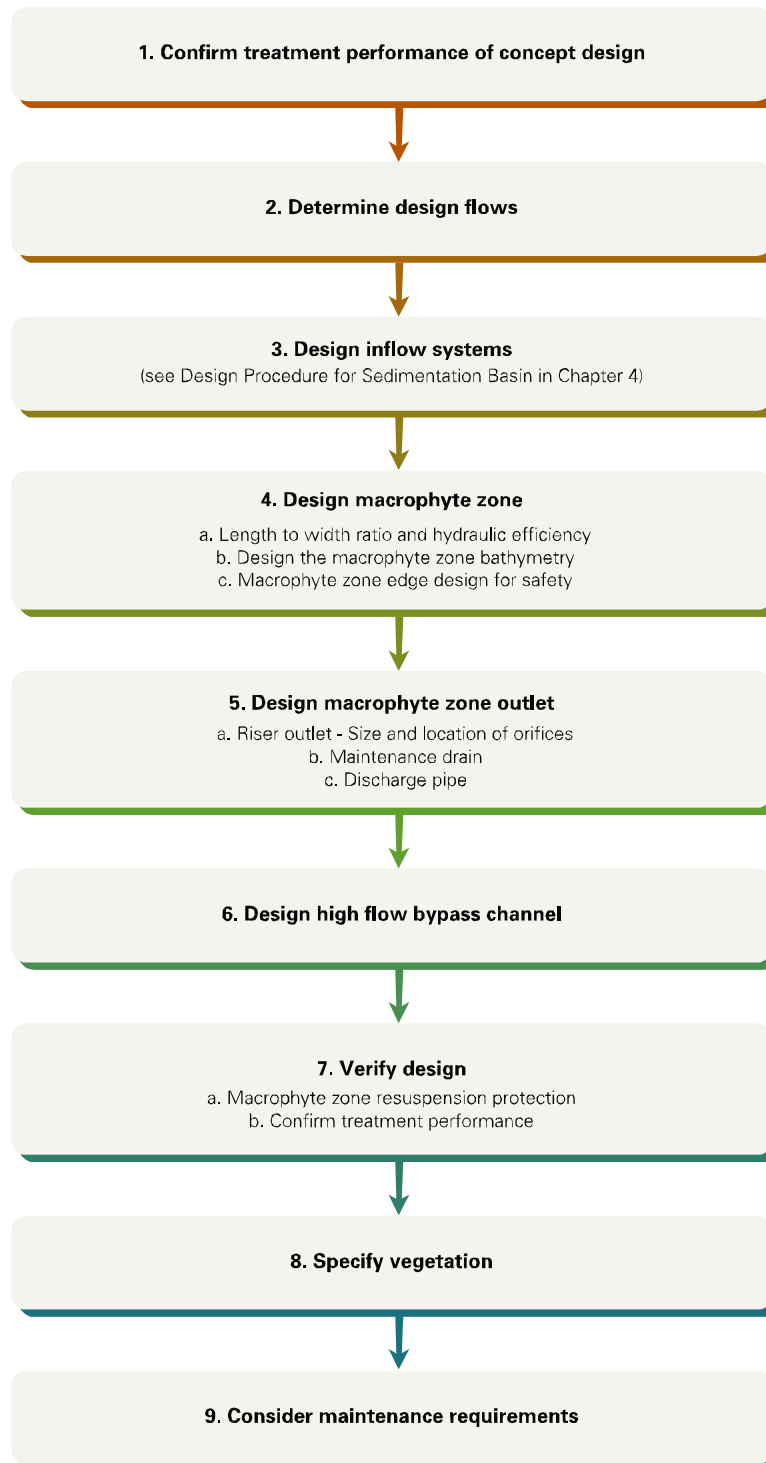 1. Confirm treatment performance of concept design
2. Determine design flows
3. Design inflow systems
(see Design Procedure for Sedimentation Basin in Chapter 4)
4. Design macrophyte zone
a. Length to width ratio and hydraulic efficiency
b. Design the macrophyte zone bathymetry
c. Macrophyte zone edge design for safety
5. Design macrophyte zone outlet
a. Riser outlet - Size and location of orifices
b. Maintenance drain
c. Discharge pipe
6. Design high flow bypass channel
7. Verify design
a. Macrophyte zone resuspension protection
b. Confirm treatment performance
8. Specify vegetation
9. Consider maintenance requirements